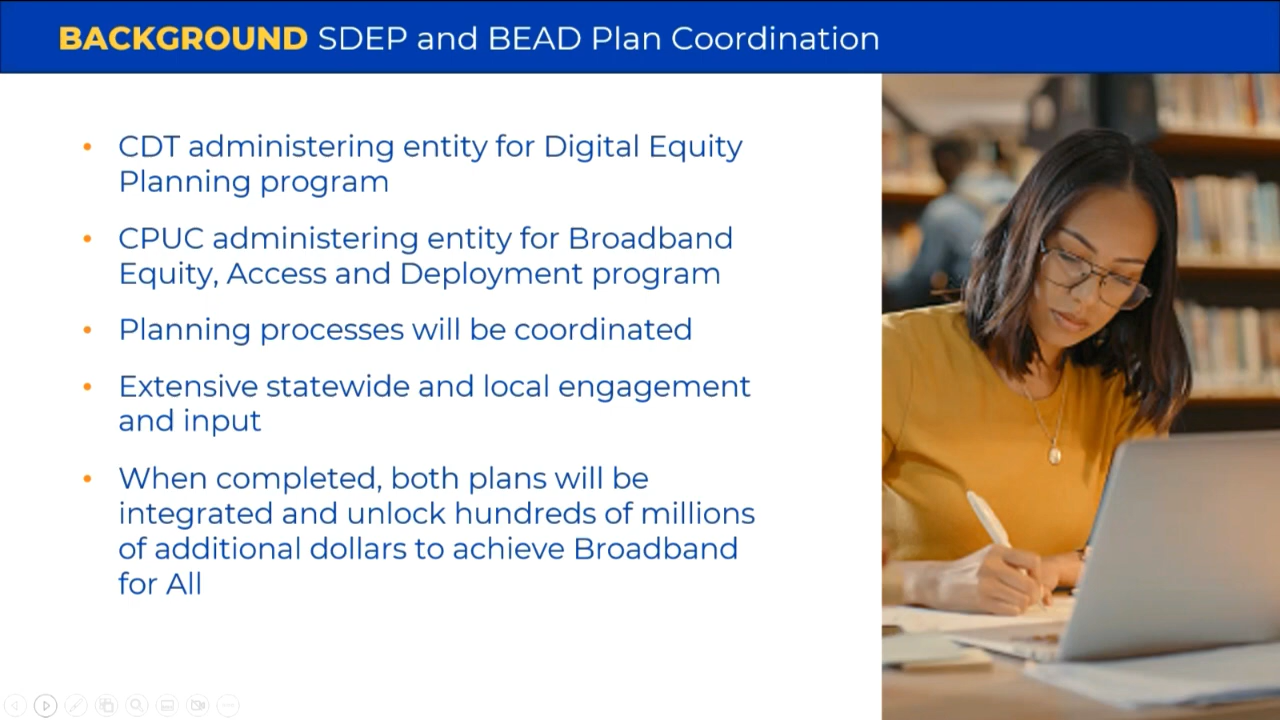 BACKGROUND SDEP and BEAD Plan Coordination
• CDT administering entity for Digital Equity
Planning program
• CPUC administering entity for Broadband
Equity, Access and Deployment program
• Planning processes will be coordinated
• Extensive statewide and local engagement
and input
• When completed, both plans will be
integrated and unlock hundreds of millions
of additional dollars to achieve Broadband
for All